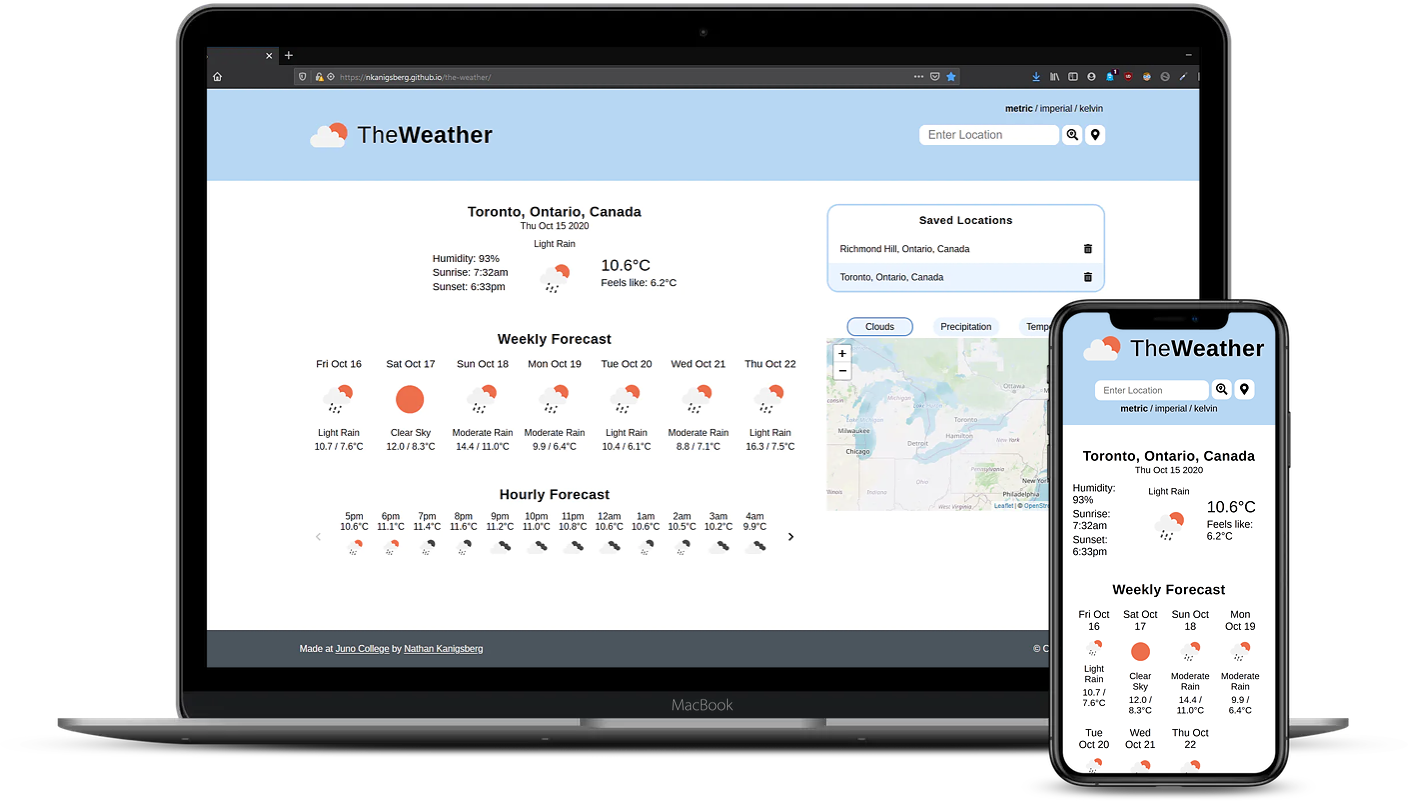 https://nkanigsberg.github.io/the-weather/
metric / imperial / kelvin
TheWeather
Enter Location
Toronto, Ontario, Canada
Thu Oct 15 2020
Light Rain
Humidity: 93%
Sunrise: 7:32am
Sunset: 6:33pm
10.6°C
Feels like: 6.2°C
Weekly Forecast
Fri Oct 16 Sat Oct 17 Sun Oct 18 Mon Oct 19 Tue Oct 20 Wed Oct 21 Thu Oct 22
Light Rain Clear Sky Moderate Rain Moderate Rain Light Rain Moderate Rain Light Rain
10.7 / 7.6°C 12.0 / 8.3°C 14.4 / 11.0°C 9.9 / 6.4°C 10.4 / 6.1°C 8.8 / 7.1°C 16.3 / 7.5°C
Hourly Forecast
5pm 6pm 7pm 8pm 9pm 10pm 11pm 12am 1am 2am 3am 4am
10.6°C 11.1°C 11.4°C 11.6°C 11.2°C 11.0°C 10.8°C 10.6°C 10.6°C 10.5°C 10.2°C 9.9°C
Saved Locations
Richmond Hill, Ontario, Canada
Toronto, Ontario, Canada
Clouds Precipitation Temp
+
−
Ottawa
Michigan
Toronto
Milwaukee
Hamilton
Detroit
New York
Chicago
Pennsylvania
Ohio
New York
Illinois
Indiana
Philadelphia
Leaflet | © OpenStre
Made at Juno College by Nathan Kanigsberg
© C
MacBook
TheWeather
Enter Location
metric / imperial / kelvin
Toronto, Ontario, Canada
Thu Oct 15 2020
Humidity:
93%
Sunrise:
7:32am
Sunset:
6:33pm
Light Rain
10.6°C
Feels like:
6.2°C
Weekly Forecast
Fri Oct Sat Oct Sun Oct Mon
16 17 18 Oct 19
Light Clear Moderate Moderate
Rain Sky Rain Rain
10.7 / 12.0 / 14.4 / 9.9 /
7.6°C 8.3°C 11.0°C 6.4°C
Tue Wed Thu Oct
Oct 20 Oct 21 22